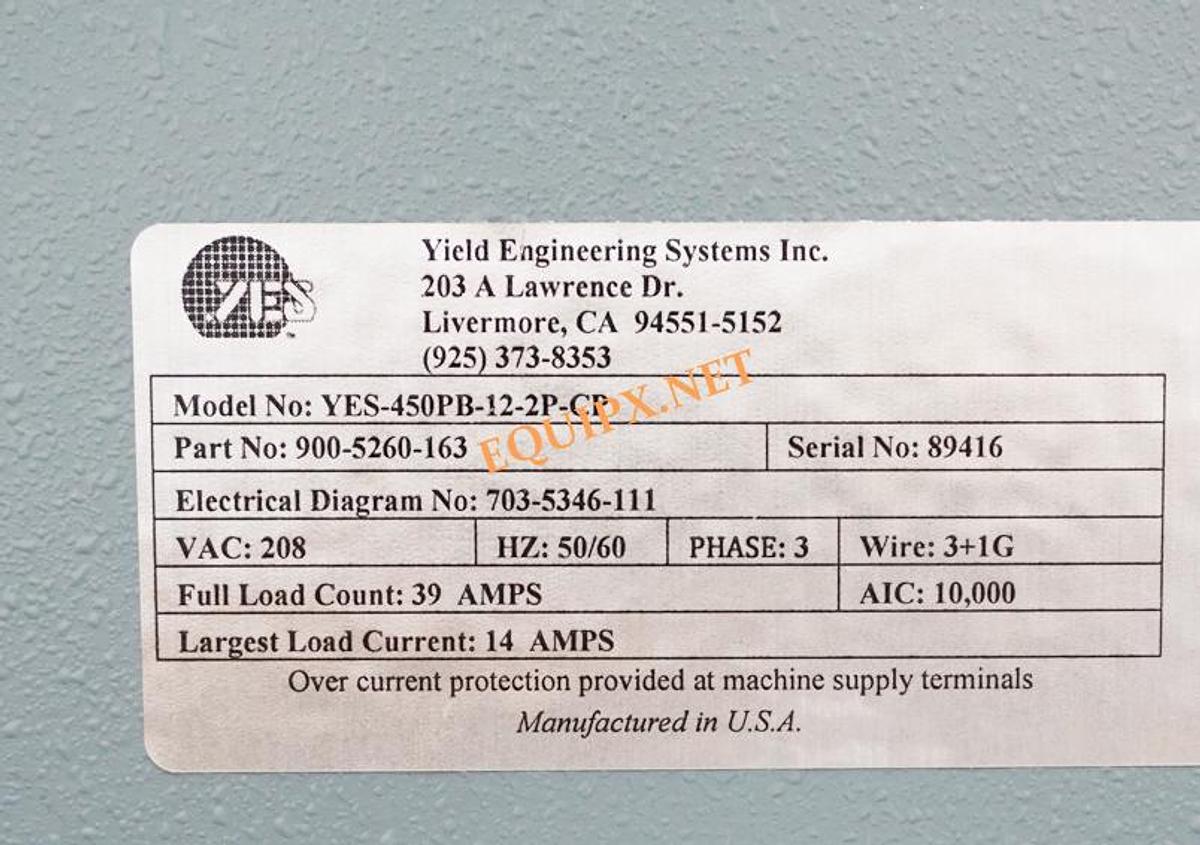 YES
Yield Engineering Systems Inc.
203 A Lawrence Dr.
Livermore, CA 94551-5152
(925) 373-8353
Model No: YES-450PB-12-2P-CP
Part No: 900-5260-163 Serial No: 89416
EQUIPX.NET
Electrical Diagram No: 703-5346-111
VAC: 208 HZ: 50/60 PHASE: 3 Wire: 3+1G
Full Load Count: 39 AMPS AIC: 10,000
Largest Load Current: 14 AMPS
Over current protection provided at machine supply terminals
Manufactured in U.S.A.